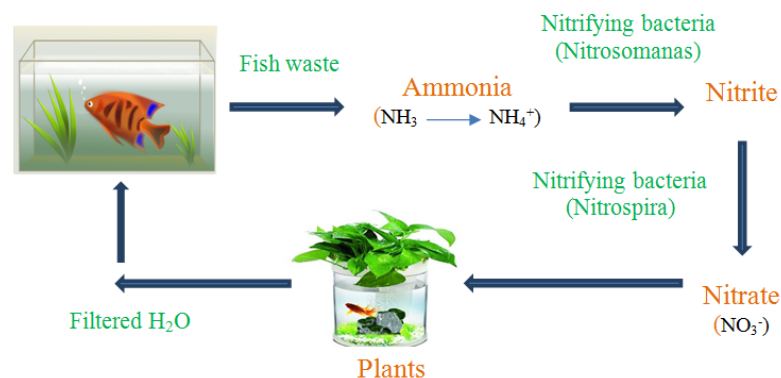 Fish waste
Ammonia
(NH₃ ⟶ NH₄⁺)
Nitrifying bacteria
(Nitrosomanas)
Nitrite
Nitrifying bacteria
(Nitrospira)
Nitrate
(NO₃⁻)
Plants
Filtered H₂O